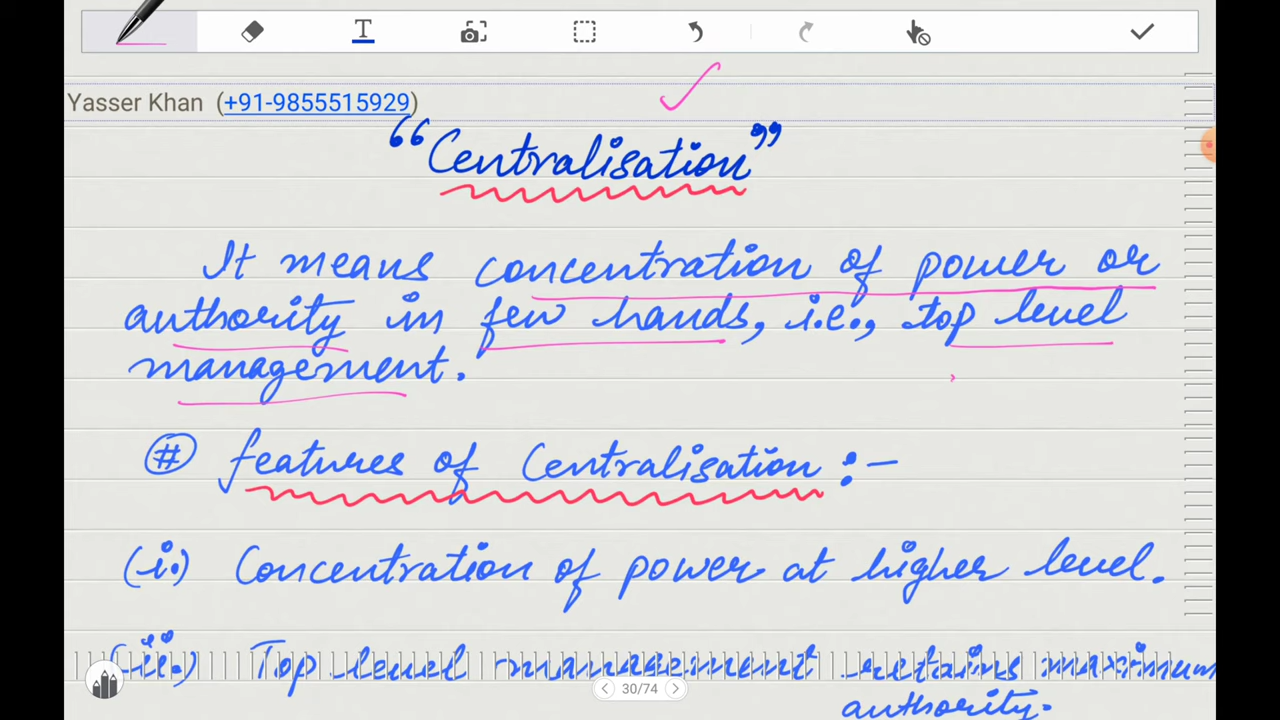 T
Yasser Khan (+91-9855515929)
"Centralisation"
It means concentration of power or
authority in few hands, i.e., top level
management.
# features of Centralisation :-
(i.) Concentration of power at higher level.
(ii.) Top level management retains maximum
authority.
30/74